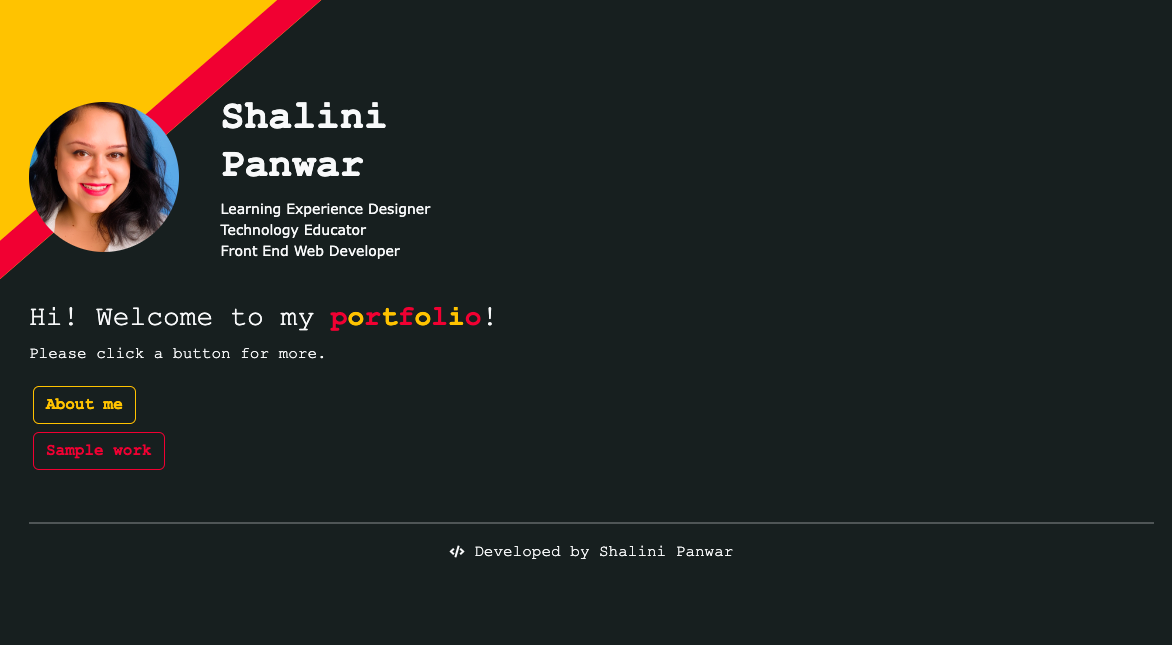 Shalini
Panwar
Learning Experience Designer
Technology Educator
Front End Web Developer
Hi! Welcome to my portfolio!
Please click a button for more.
About me
Sample work
</> Developed by Shalini Panwar